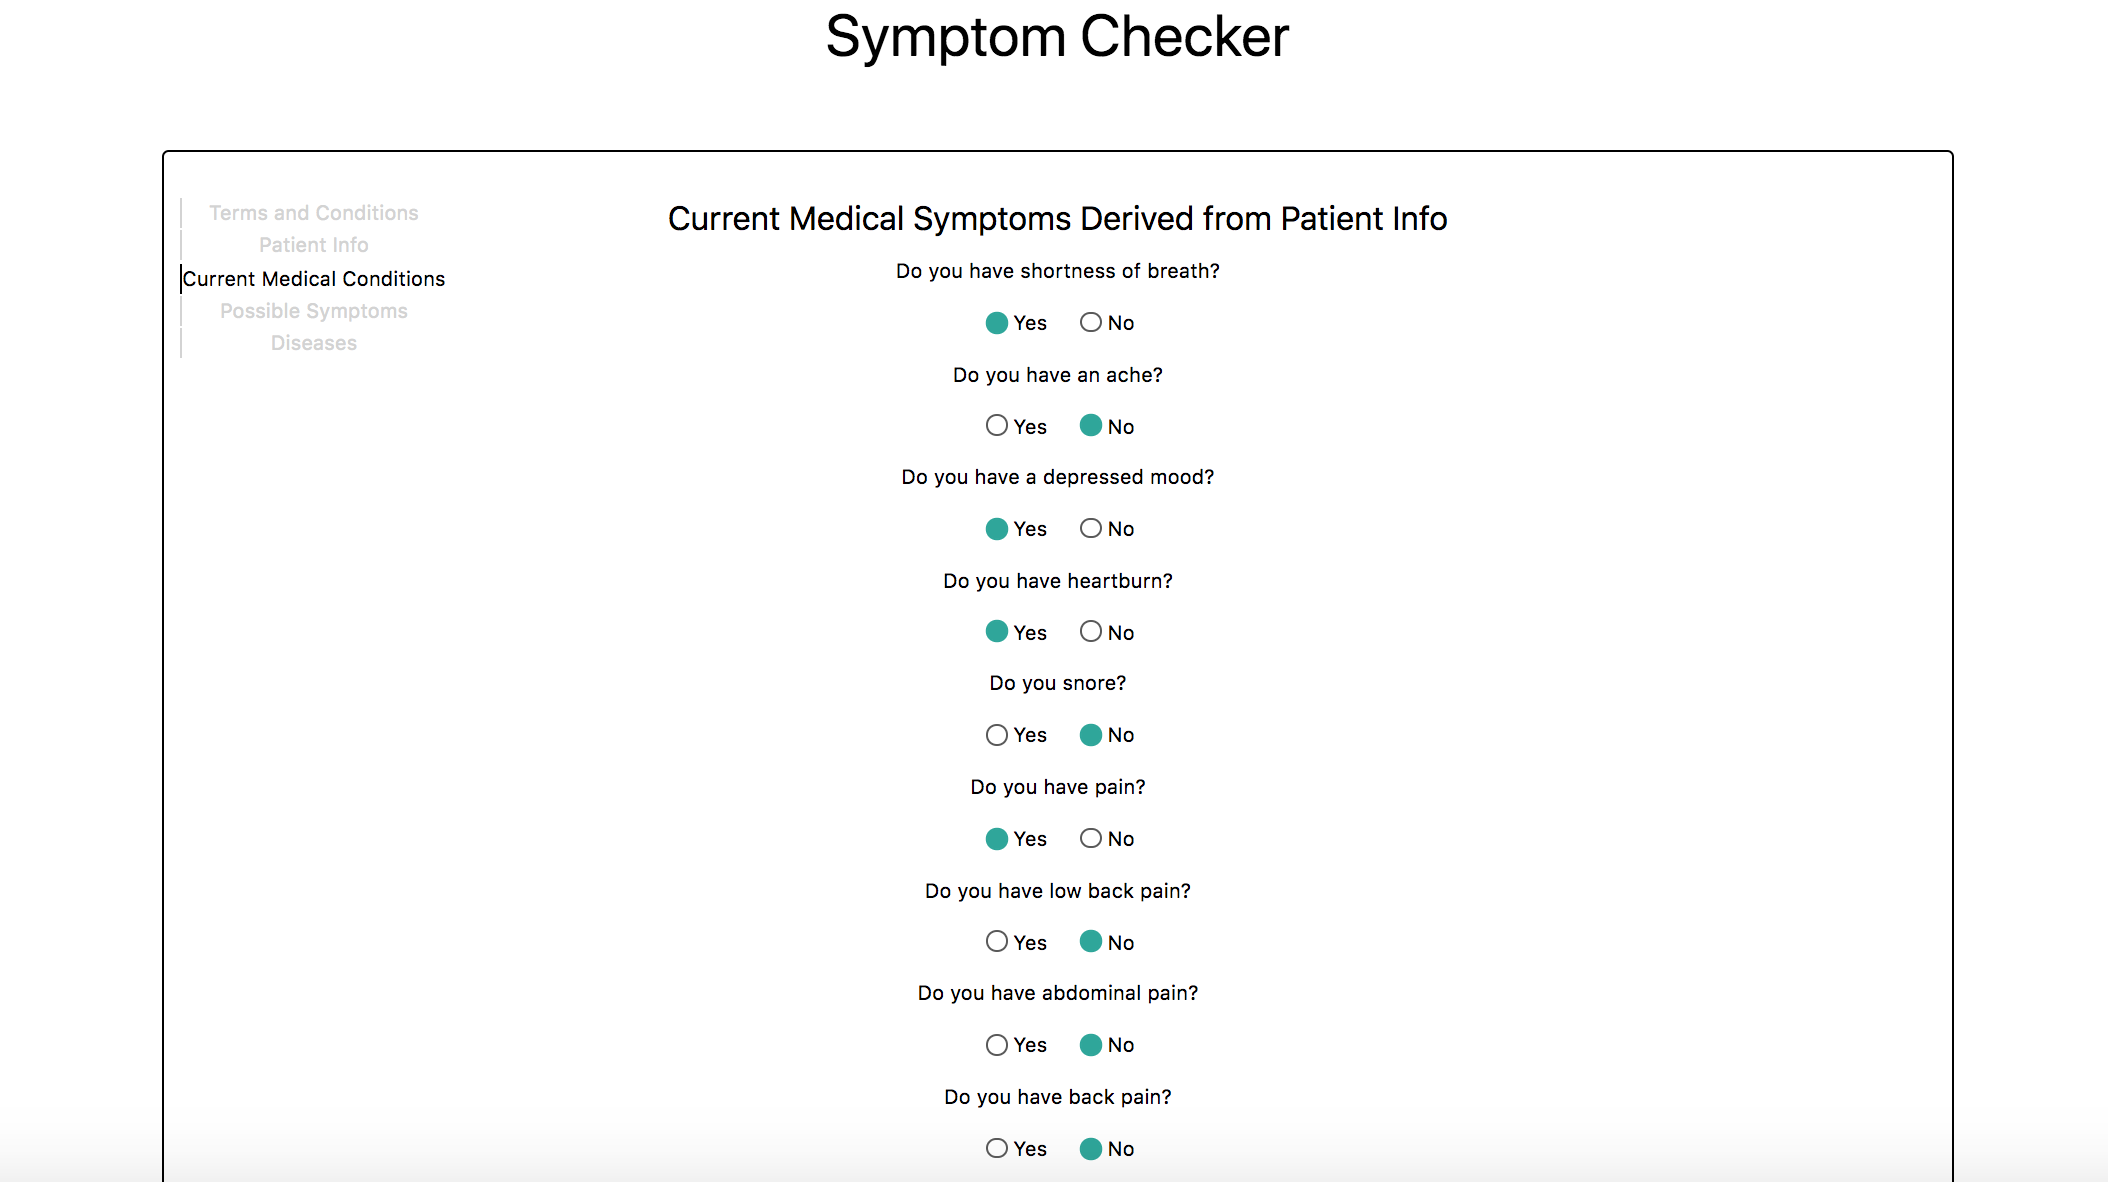 Symptom Checker
Terms and Conditions
Patient Info
Current Medical Conditions
Possible Symptoms
Diseases
Current Medical Symptoms Derived from Patient Info
Do you have shortness of breath?
Yes No
Do you have an ache?
Yes No
Do you have a depressed mood?
Yes No
Do you have heartburn?
Yes No
Do you snore?
Yes No
Do you have pain?
Yes No
Do you have low back pain?
Yes No
Do you have abdominal pain?
Yes No
Do you have back pain?
Yes No